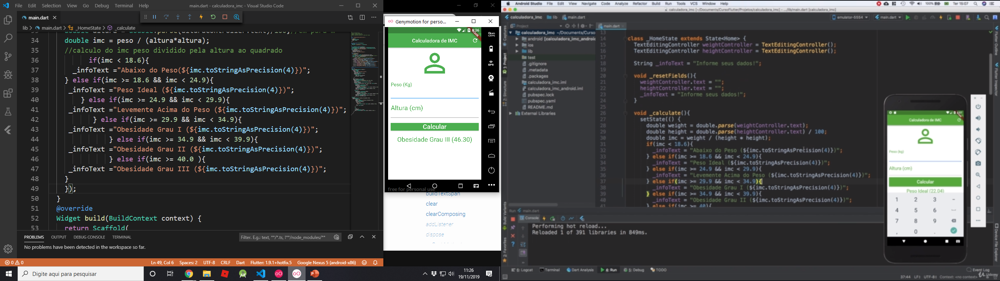 File Edit Selection View Go Debug Terminal Help
main.dart - calculadora_imc - Visual Studio Code
main.dart
lib > main.dart > _HomeState > _calculate
34 double imc = peso / (altura*altura);
35 //calculo do imc peso dividido pela altura ao quadrado
36 if(imc < 18.6){
37 _infoText ="Abaixo do Peso(${imc.toStringAsPrecision(4)})";
38 } else if(imc >= 18.6 && imc < 24.9){
39 _infoText ="Peso Ideal (${imc.toStringAsPrecision(4)})";
40 } else if(imc >= 24.9 && imc < 29.9){
41 _infoText ="Levemente Acima do Peso (${imc.toStringAsPrecision(4)})";
42 } else if(imc >= 29.9 && imc < 34.9){
43 _infoText ="Obesidade Grau I (${imc.toStringAsPrecision(4)})";
44 } else if(imc >= 34.9 && imc < 39.9){
45 _infoText ="Obesidade Grau II (${imc.toStringAsPrecision(4)})";
46 } else if(imc >= 40.0 ){
47 _infoText ="Obesidade Grau III (${imc.toStringAsPrecision(4)})";
48 }
49 });
50 }
51 @override
52 Widget build(BuildContext context) {
53 return Scaffold(
PROBLEMS OUTPUT DEBUG CONSOLE TERMINAL
Filter. E.g.: text, **/*.ts, !**/node_modules/**
No problems have been detected in the workspace so far.
0 0 Ln 49, Col 6 Spaces: 2 UTF-8 CRLF Dart Flutter: 1.9.1+hotfix.5 Google Nexus 5 (android-x86)
Digite aqui para pesquisar
11:26
19/11/2019
Genymotion for perso...
9:26
DEBUG
Calculadora de IMC
Peso (Kg)
Altura (cm)
Calcular
Obesidade Grau III (46.30)
free for personal use
Open GAPPS
GPS
buildTextSpan
clear
clearComposing
addListener
dispose
Android Studio File Edit View Navigate Code Analyze Refactor Build Run Tools VCS Window Help
100% Ter 15:07
calculadora_imc [~/Documents/CursoFlutter/Projetos/calculadora_imc] - .../lib/main.dart [calculadora_imc]
calculadora_imc lib main.dart
emulator-5554 main.dart
Project
main.dart
calculadora_imc ~/Documents/Curso
android [calculadora_imc_android
ios
lib
test
.gitignore
.metadata
.packages
calculadora_imc.iml
calculadora_imc_android.iml
pubspec.lock
pubspec.yaml
README.md
External Libraries
Captures
1: Project
Z: Structure
Build Variants
2: Favorites
13
14 class _HomeState extends State<Home> {
15 TextEditingController weightController = TextEditingController();
16 TextEditingController heightController = TextEditingController();
17
18 String _infoText = "Informe seus dados!";
19
20 void _resetFields(){
21 weightController.text = "";
22 heightController.text = "";
23 _infoText = "Informe seus dados!";
24 }
25
26 void _calculate(){
27 setState(() {
28 double weight = double.parse(weightController.text);
29 double height = double.parse(heightController.text) / 100;
30 double imc = weight / (height * height);
31 if(imc < 18.6){
32 _infoText = "Abaixo do Peso (${imc.toStringAsPrecision(4)})";
33 } else if(imc >= 18.6 && imc < 24.9){
34 _infoText = "Peso Ideal (${imc.toStringAsPrecision(4)})";
35 } else if(imc >= 24.9 && imc < 29.9){
36 _infoText = "Levemente Acima do Peso (${imc.toStringAsPrecision(4)})";
37 } else if(imc >= 29.9 && imc < 34.9){
38 _infoText = "Obesidade Grau I (${imc.toStringAsPrecision(4)})";
39 } else if(imc >= 34.9 && imc < 39.9){
40 _infoText = "Obesidade Grau II (${imc.toStringAsPrecision(4)})";
41 } else if(imc >= 40){
Flutter Outline
Flutter Inspector
Device File Explorer
Calculadora de IMC
Peso (kg)
Altura (cm)
Calcular
Peso Ideal (22.04)
1 2 3 -
4 5 6
7 8 9
, 0 .
Run main.dart
Console
Performing hot reload...
Reloaded 1 of 391 libraries in 849ms.
6: Logcat Terminal Dart Analysis 4: Run 5: Debug TODO
Event Log
37:44 LF: UTF-8: Context: <no context>
Udemy